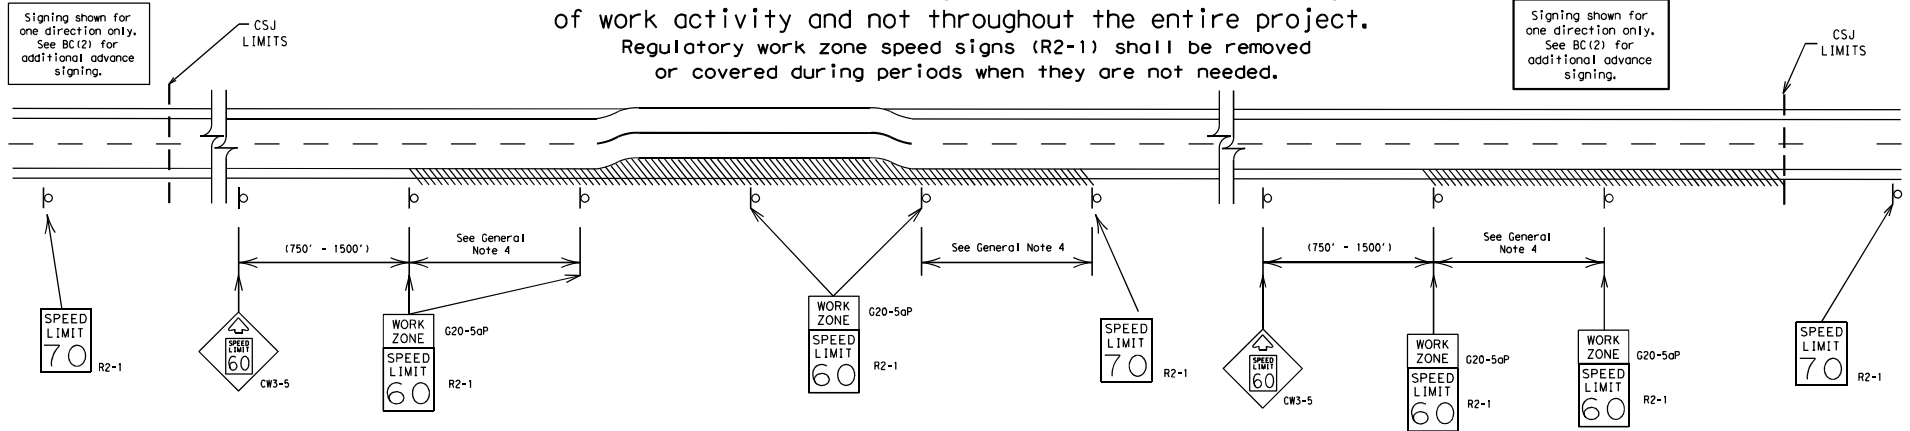 Signing shown for
one direction only.
See BC(2) for
additional advance
signing.
CSJ
LIMITS
of work activity and not throughout the entire project.
Regulatory work zone speed signs (R2-1) shall be removed
or covered during periods when they are not needed.
Signing shown for
one direction only.
See BC(2) for
additional advance
signing.
CSJ
LIMITS
(750' - 1500')
See General
Note 4
See General Note 4
(750' - 1500')
See General
Note 4
SPEED
LIMIT
70
R2-1
SPEED
LIMIT
60
CW3-5
WORK
ZONE
G20-5aP
SPEED
LIMIT
60
R2-1
WORK
ZONE
G20-5aP
SPEED
LIMIT
60
R2-1
SPEED
LIMIT
70
R2-1
SPEED
LIMIT
60
CW3-5
WORK
ZONE
G20-5aP
SPEED
LIMIT
60
R2-1
WORK
ZONE
G20-5aP
SPEED
LIMIT
60
R2-1
SPEED
LIMIT
70
R2-1